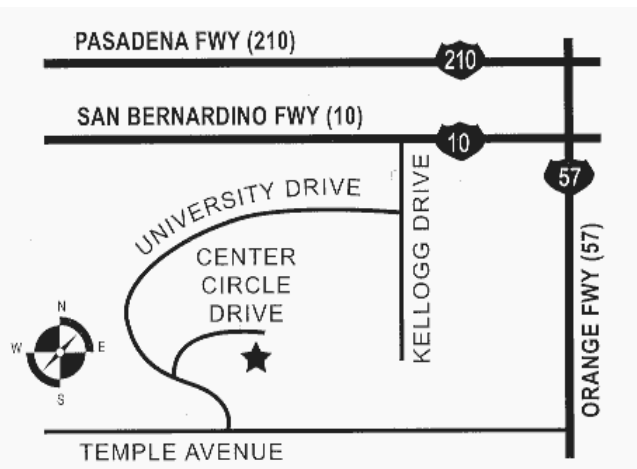 PASADENA FWY (210)
210
SAN BERNARDINO FWY (10)
10
57
UNIVERSITY DRIVE
KELLOGG DRIVE
CENTER
CIRCLE
DRIVE
ORANGE FWY (57)
N
W
E
S
TEMPLE AVENUE